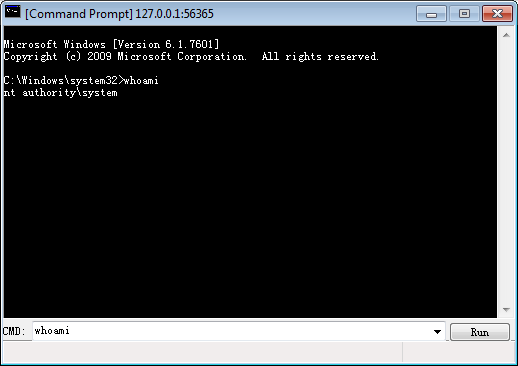 [Command Prompt] 127.0.0.1:56365
Microsoft Windows [Version 6.1.7601]
Copyright (c) 2009 Microsoft Corporation.  All rights reserved.
C:\Windows\system32>whoami
nt authority\system
CMD: whoami Run